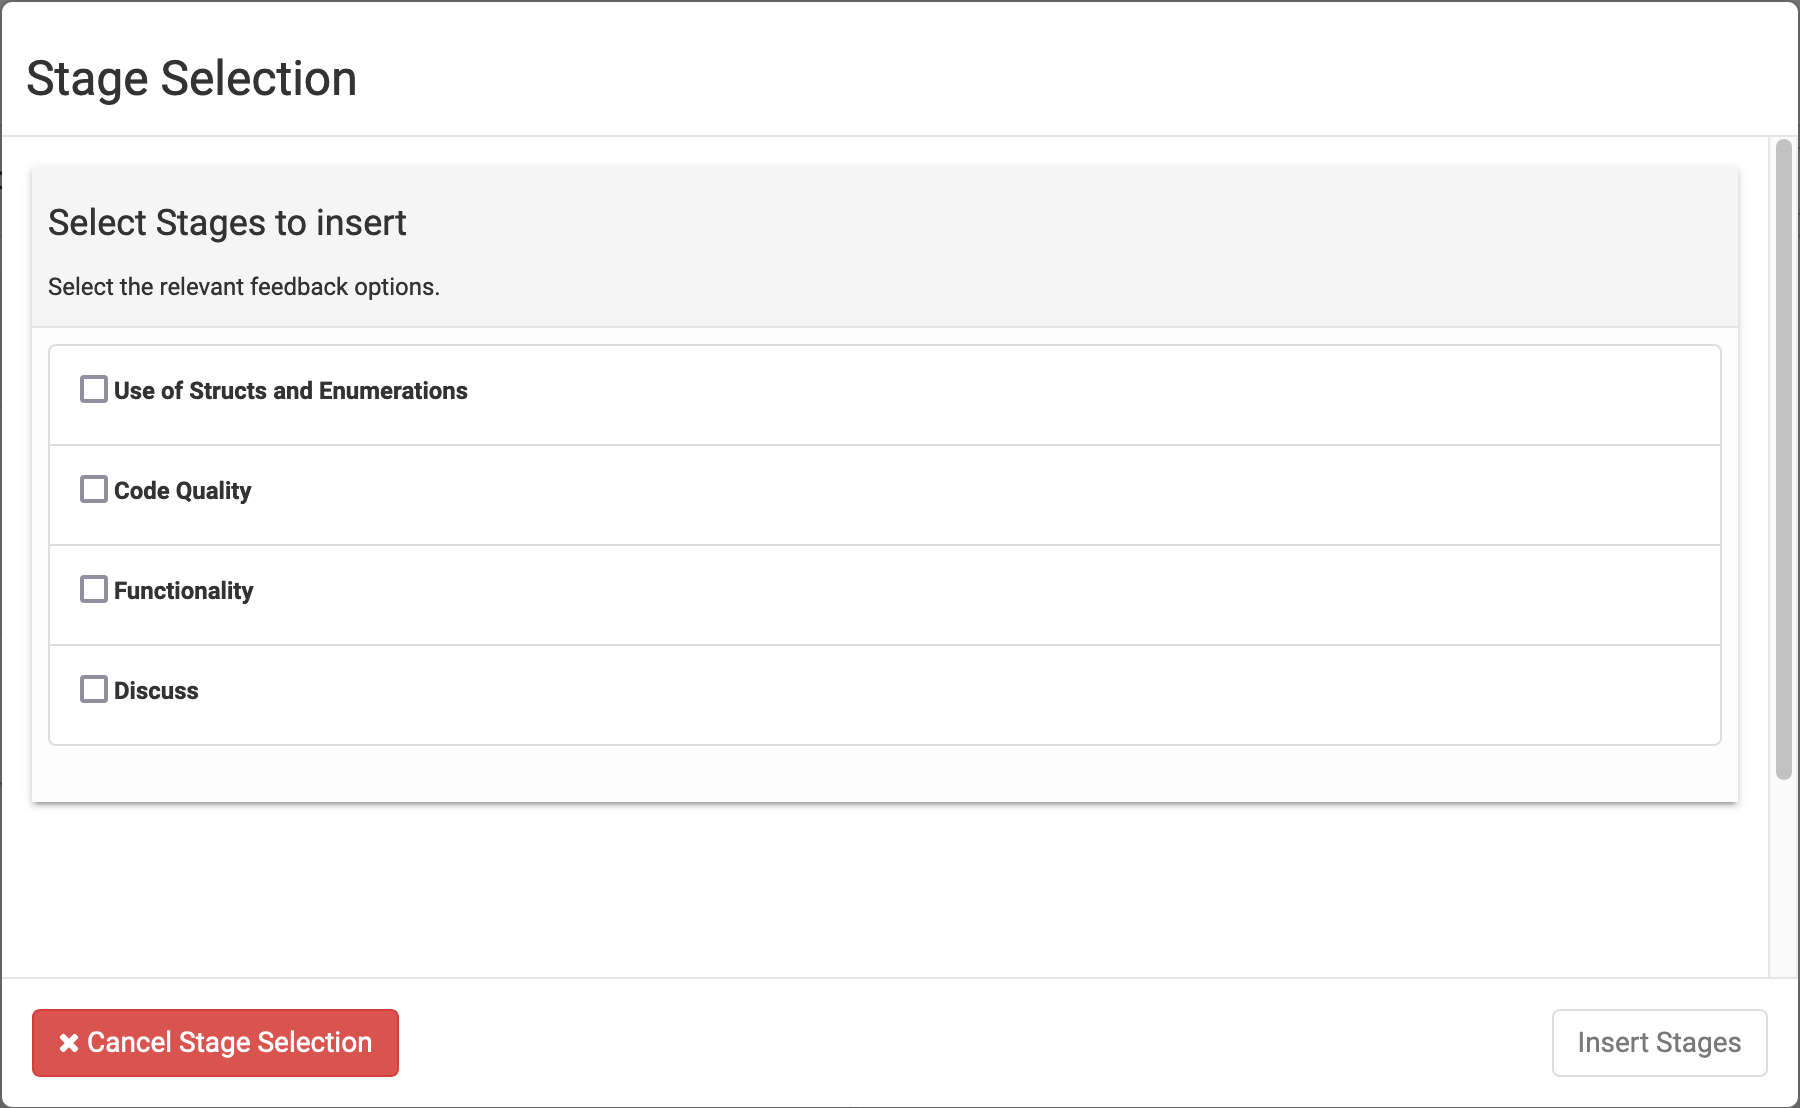 Stage Selection
Select Stages to insert
Select the relevant feedback options.
Use of Structs and Enumerations
Code Quality
Functionality
Discuss
Cancel Stage Selection
Insert Stages